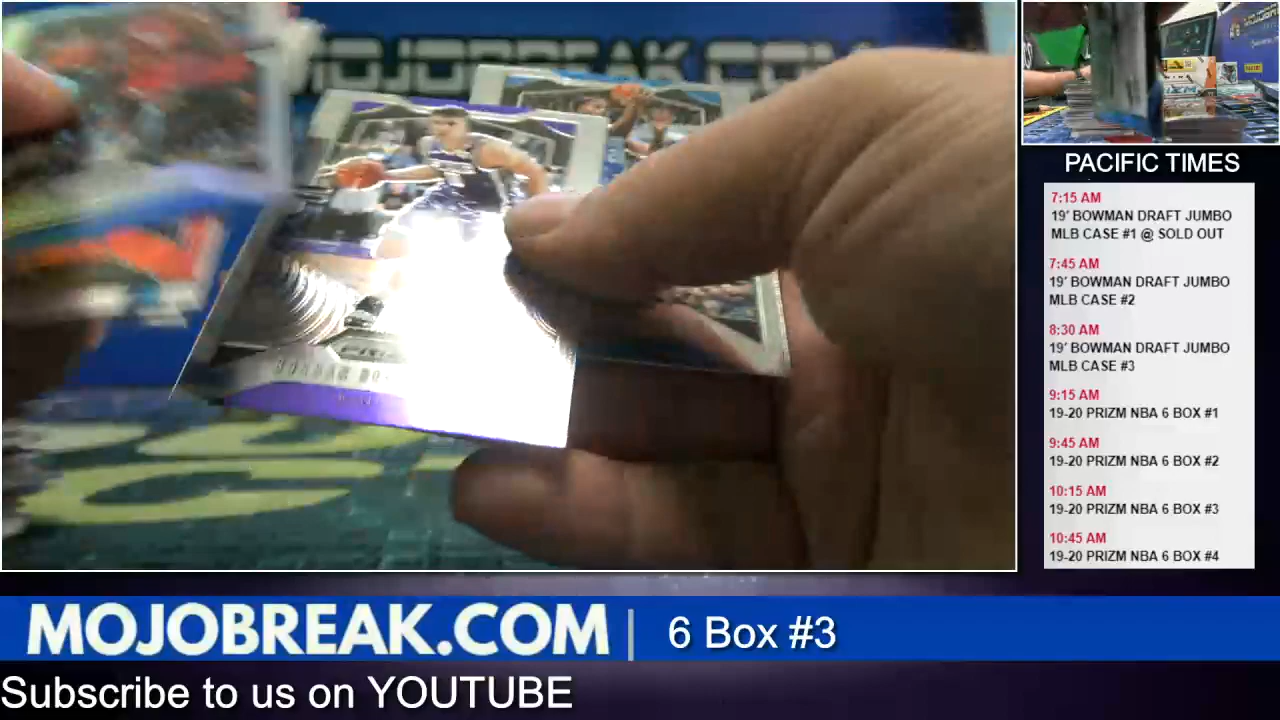 MOJOBREAK.COM
PACIFIC TIMES
7:15 AM
19' BOWMAN DRAFT JUMBO
MLB CASE #1 @ SOLD OUT
7:45 AM
19' BOWMAN DRAFT JUMBO
MLB CASE #2
8:30 AM
19' BOWMAN DRAFT JUMBO
MLB CASE #3
9:15 AM
19-20 PRIZM NBA 6 BOX #1
9:45 AM
19-20 PRIZM NBA 6 BOX #2
10:15 AM
19-20 PRIZM NBA 6 BOX #3
10:45 AM
19-20 PRIZM NBA 6 BOX #4
MOJOBREAK.COM | 6 Box #3
Subscribe to us on YOUTUBE